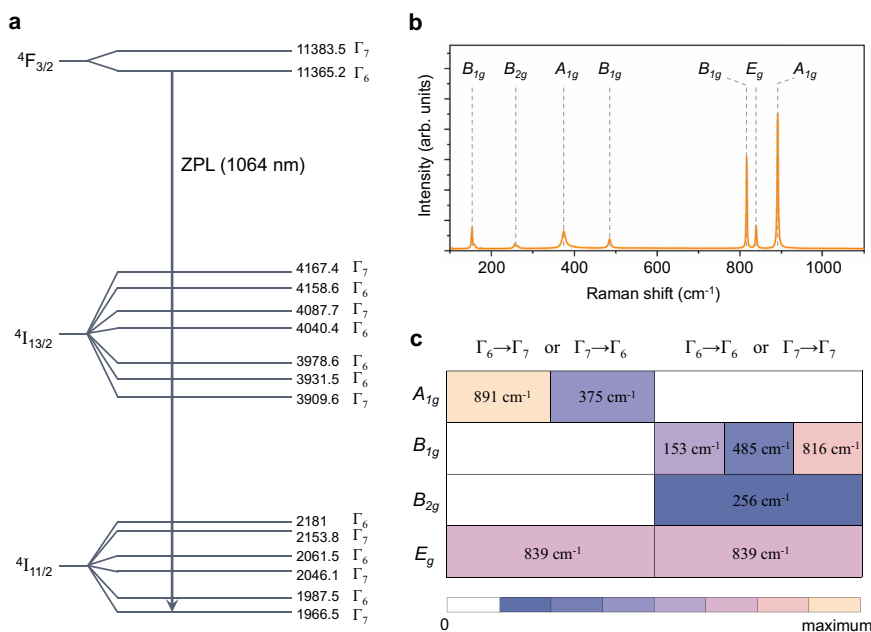 a
⁴F₃/₂
11383.5 Γ₇
11365.2 Γ₆
ZPL (1064 nm)
⁴I₁₃/₂
4167.4 Γ₇
4158.6 Γ₆
4087.7 Γ₇
4040.4 Γ₆
3978.6 Γ₆
3931.5 Γ₆
3909.6 Γ₇
⁴I₁₁/₂
2181 Γ₆
2153.8 Γ₇
2061.5 Γ₆
2046.1 Γ₇
1987.5 Γ₆
1966.5 Γ₇
b
B₁g B₂g A₁g B₁g B₁g Eg A₁g
Intensity (arb. units)
200 400 600 800 1000
Raman shift (cm⁻¹)
c
Γ₆→Γ₇ or Γ₇→Γ₆ Γ₆→Γ₆ or Γ₇→Γ₇
A₁g 891 cm⁻¹ 375 cm⁻¹
B₁g 153 cm⁻¹ 485 cm⁻¹ 816 cm⁻¹
B₂g 256 cm⁻¹
Eg 839 cm⁻¹ 839 cm⁻¹
0 maximum